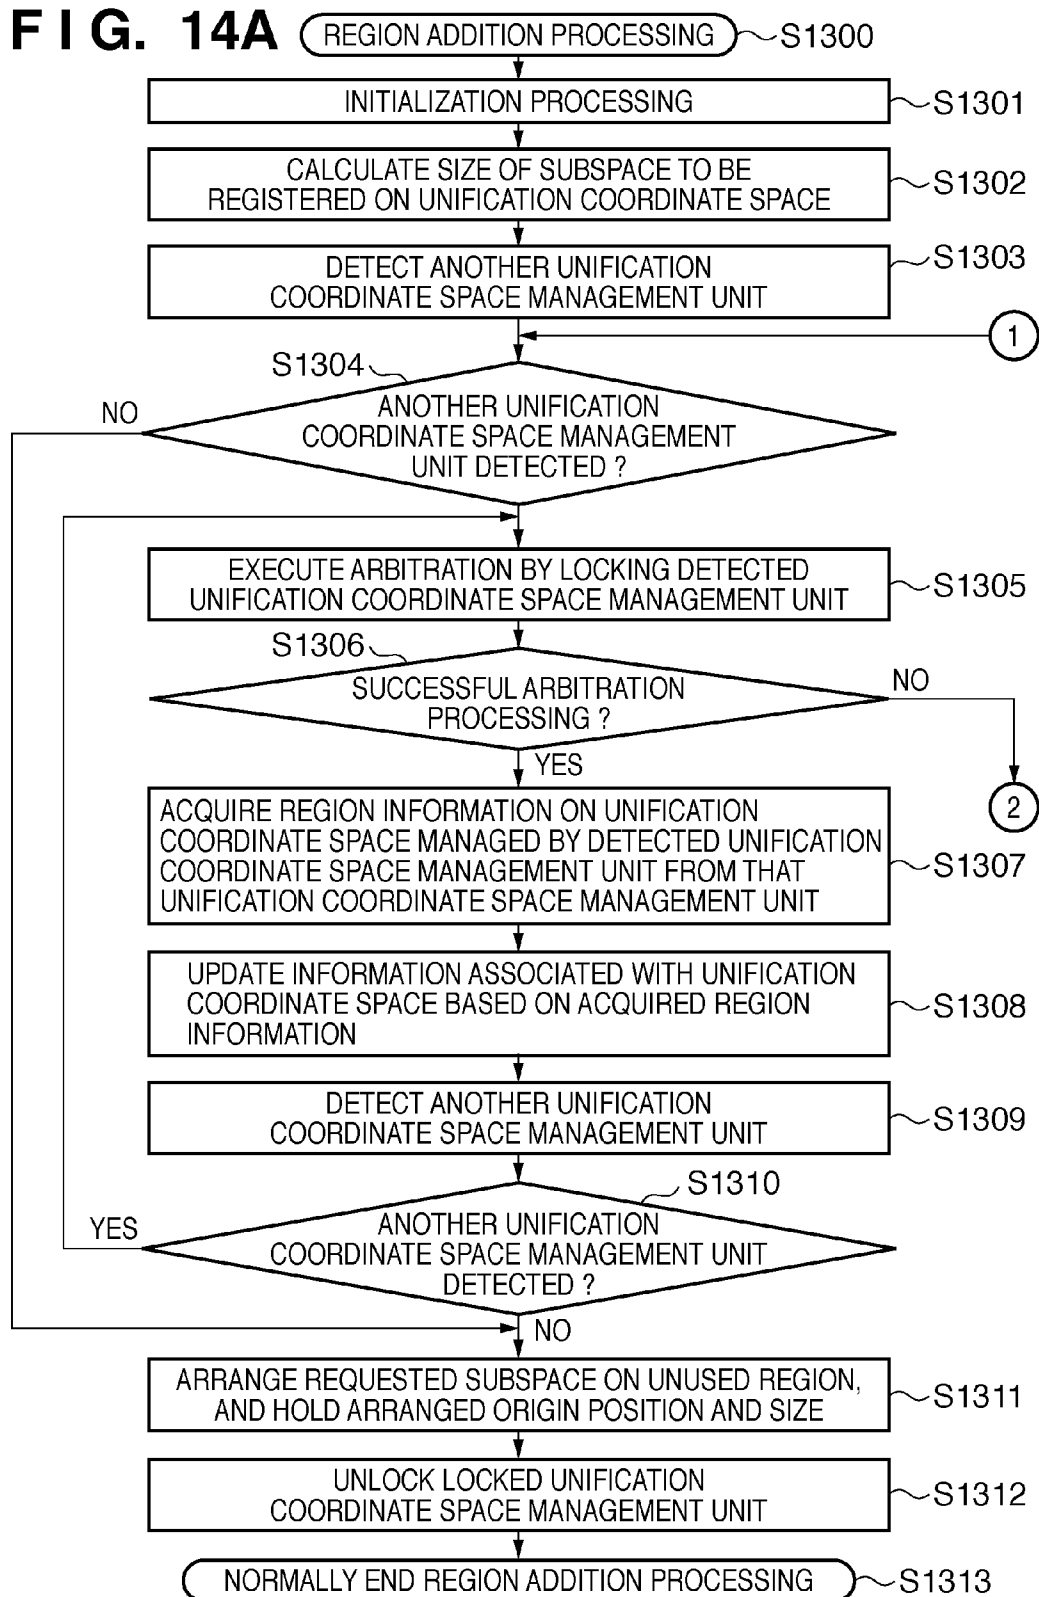 FIG. 14A
REGION ADDITION PROCESSING
S1300
INITIALIZATION PROCESSING
S1301
CALCULATE SIZE OF SUBSPACE TO BE
REGISTERED ON UNIFICATION COORDINATE SPACE
S1302
DETECT ANOTHER UNIFICATION
COORDINATE SPACE MANAGEMENT UNIT
S1303
1
S1304
NO
ANOTHER UNIFICATION
COORDINATE SPACE MANAGEMENT
UNIT DETECTED ?
EXECUTE ARBITRATION BY LOCKING DETECTED
UNIFICATION COORDINATE SPACE MANAGEMENT UNIT
S1305
S1306
SUCCESSFUL ARBITRATION
PROCESSING ?
NO
YES
2
ACQUIRE REGION INFORMATION ON UNIFICATION
COORDINATE SPACE MANAGED BY DETECTED UNIFICATION
COORDINATE SPACE MANAGEMENT UNIT FROM THAT
UNIFICATION COORDINATE SPACE MANAGEMENT UNIT
S1307
UPDATE INFORMATION ASSOCIATED WITH UNIFICATION
COORDINATE SPACE BASED ON ACQUIRED REGION
INFORMATION
S1308
DETECT ANOTHER UNIFICATION
COORDINATE SPACE MANAGEMENT UNIT
S1309
S1310
YES
ANOTHER UNIFICATION
COORDINATE SPACE MANAGEMENT UNIT
DETECTED ?
NO
ARRANGE REQUESTED SUBSPACE ON UNUSED REGION,
AND HOLD ARRANGED ORIGIN POSITION AND SIZE
S1311
UNLOCK LOCKED UNIFICATION
COORDINATE SPACE MANAGEMENT UNIT
S1312
NORMALLY END REGION ADDITION PROCESSING
S1313